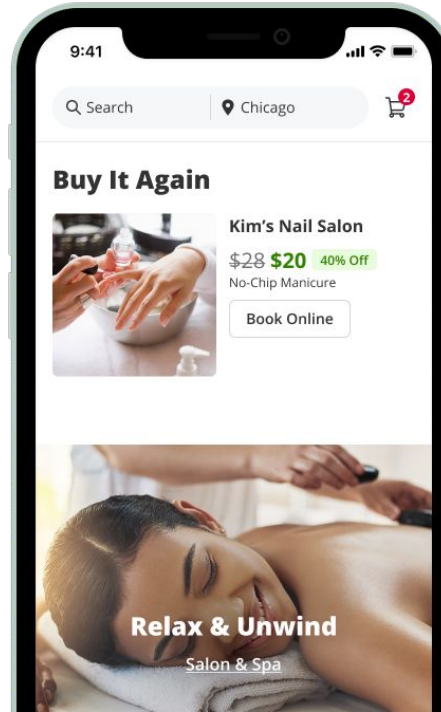 9:41
Search
Chicago
2
Buy It Again
Kim’s Nail Salon
$28 $20 40% Off
No-Chip Manicure
Book Online
Relax & Unwind
Salon & Spa